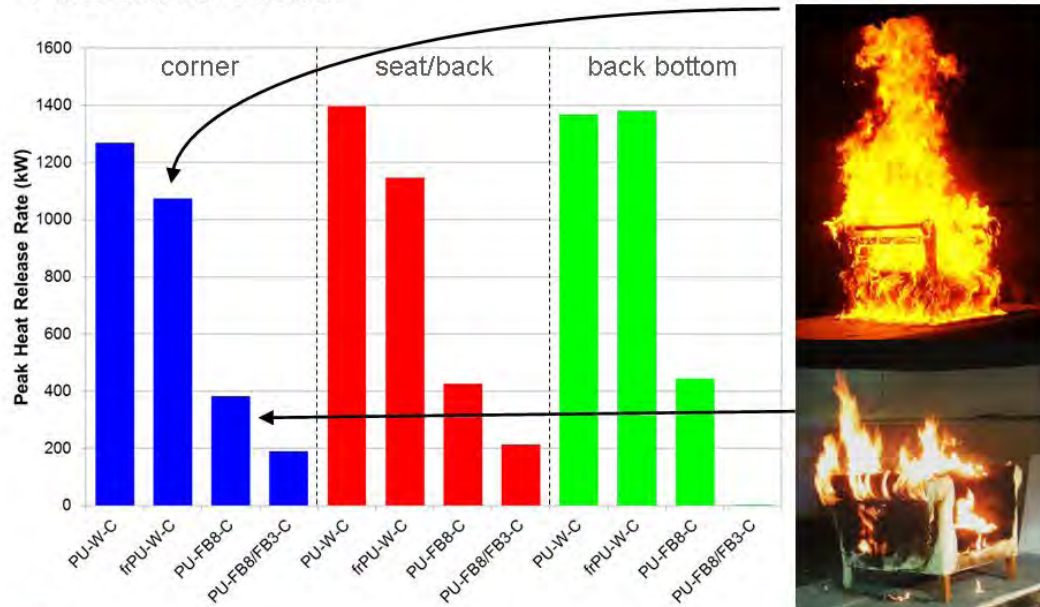 corner
seat/back
back bottom
Peak Heat Release Rate (kW)
1600
1400
1200
1000
800
600
400
200
0
PU-W-C
frPU-W-C
PU-FB8-C
PU-FB8/FB3-C
PU-W-C
frPU-W-C
PU-FB8-C
PU-FB8/FB3-C
PU-W-C
frPU-W-C
PU-FB8-C
PU-FB8/FB3-C